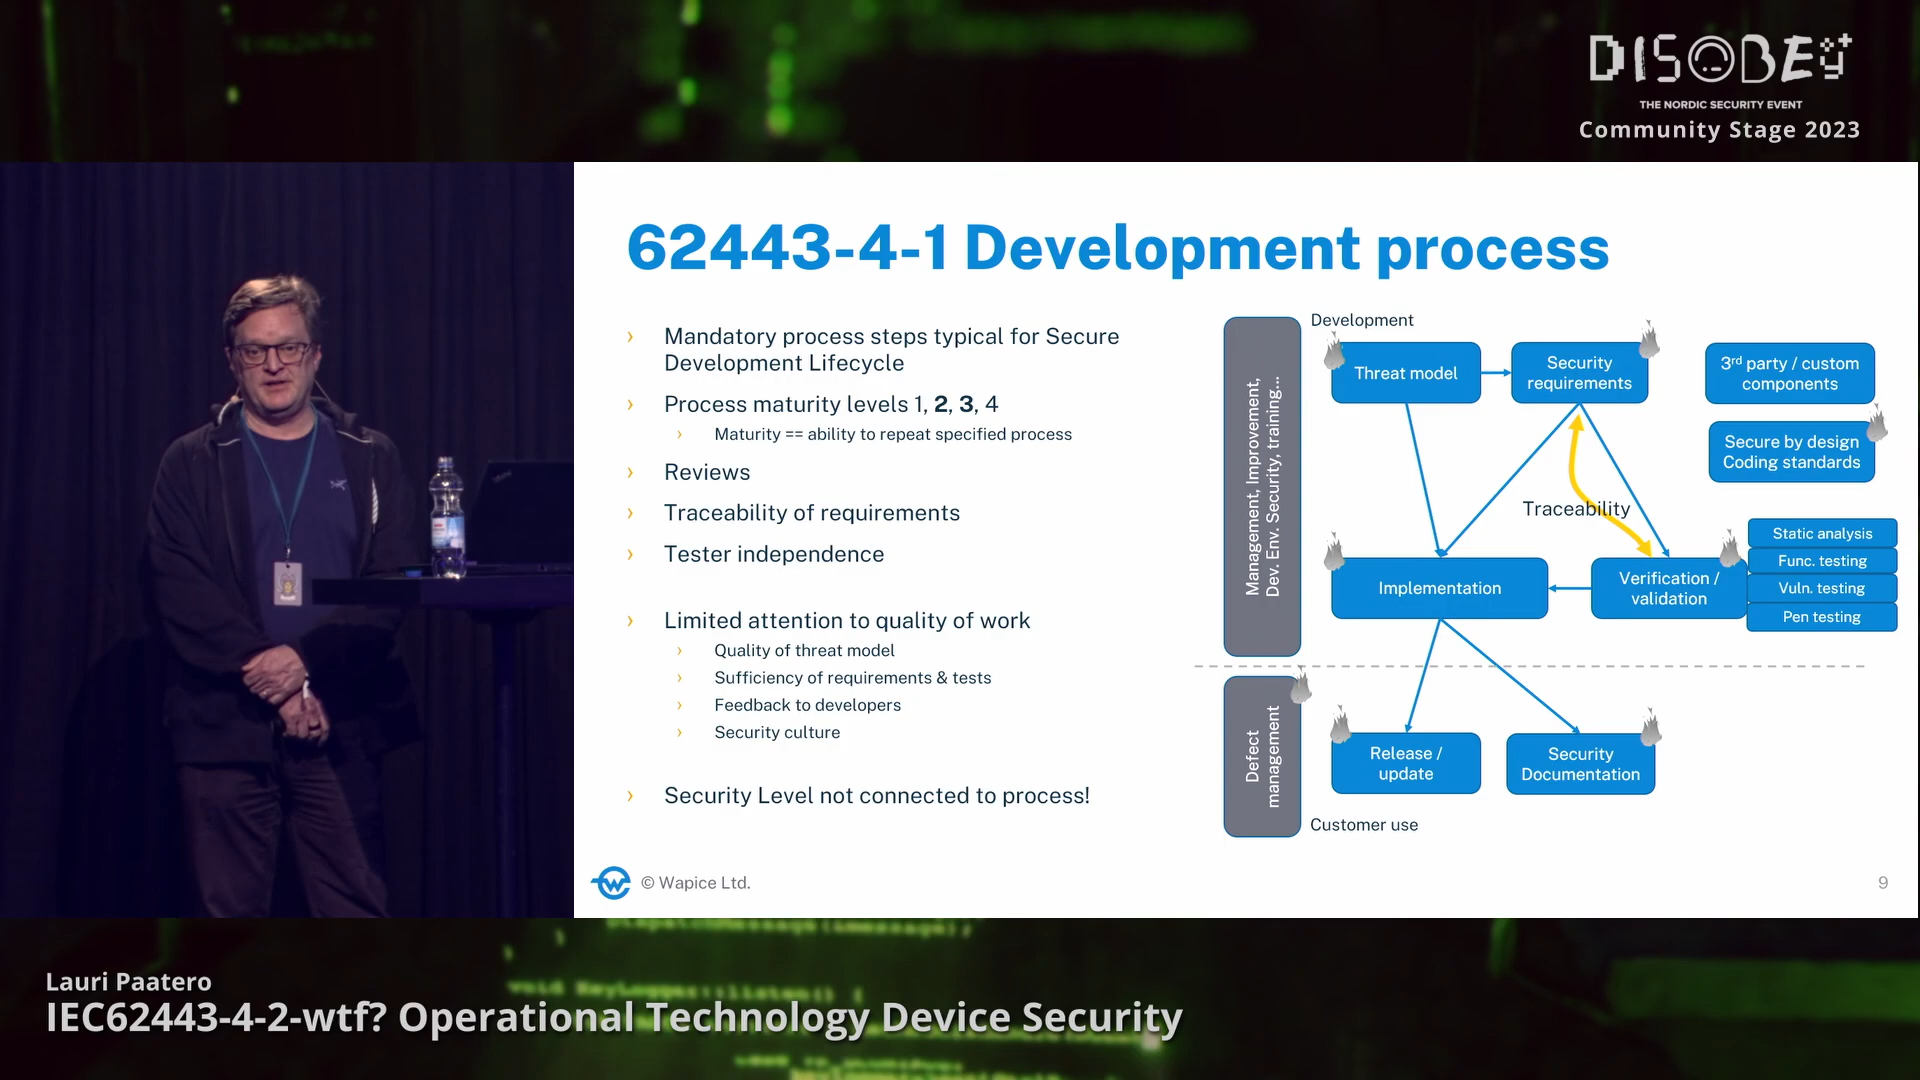 DISOBEY
THE NORDIC SECURITY EVENT
Community Stage 2023
62443-4-1 Development process
› Mandatory process steps typical for Secure
Development Lifecycle
› Process maturity levels 1, 2, 3, 4
› Maturity == ability to repeat specified process
› Reviews
› Traceability of requirements
› Tester independence
› Limited attention to quality of work
› Quality of threat model
› Sufficiency of requirements & tests
› Feedback to developers
› Security culture
› Security Level not connected to process!
Management, Improvement,
Dev. Env. Security, training...
Development
Threat model
Security
requirements
3rd party / custom
components
Secure by design
Coding standards
Traceability
Implementation
Verification /
validation
Static analysis
Func. testing
Vuln. testing
Pen testing
Defect
management
Release /
update
Security
Documentation
Customer use
W
© Wapice Ltd.
9
}
void KeyLogger::listen() {
Lauri Paatero
IEC62443-4-2-wtf? Operational Technology Device Security